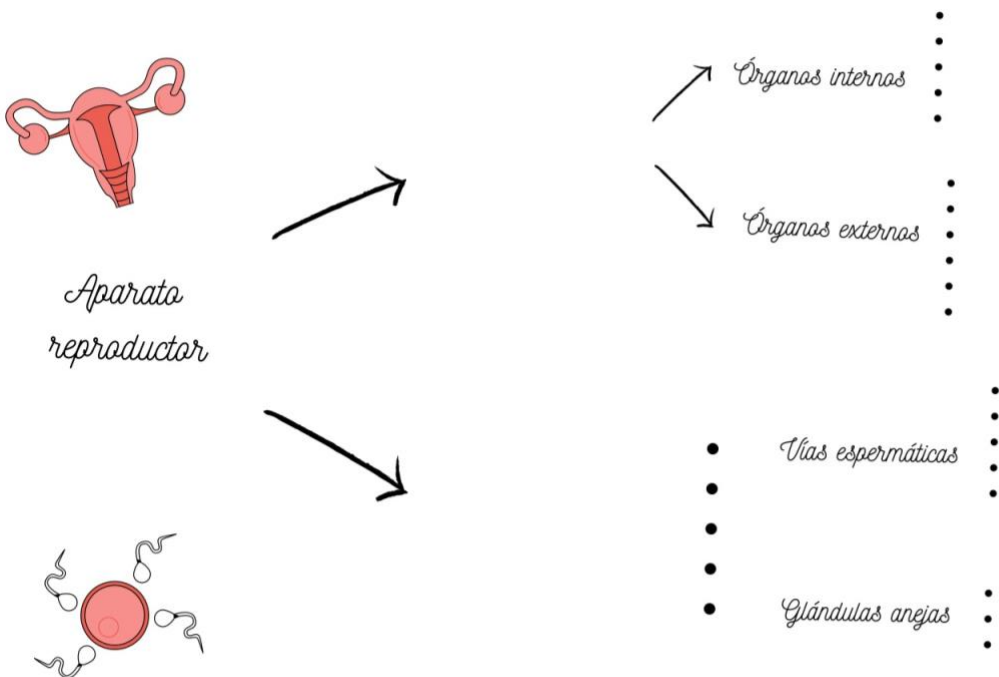 Órganos internos
Órganos externos
Aparato
reproductor
Vías espermáticas
Glándulas anejas